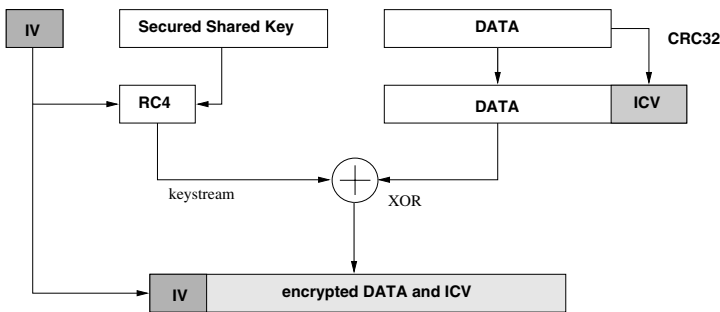 IV
Secured Shared Key
DATA
CRC32
RC4
DATA
ICV
keystream
XOR
IV
encrypted DATA and ICV